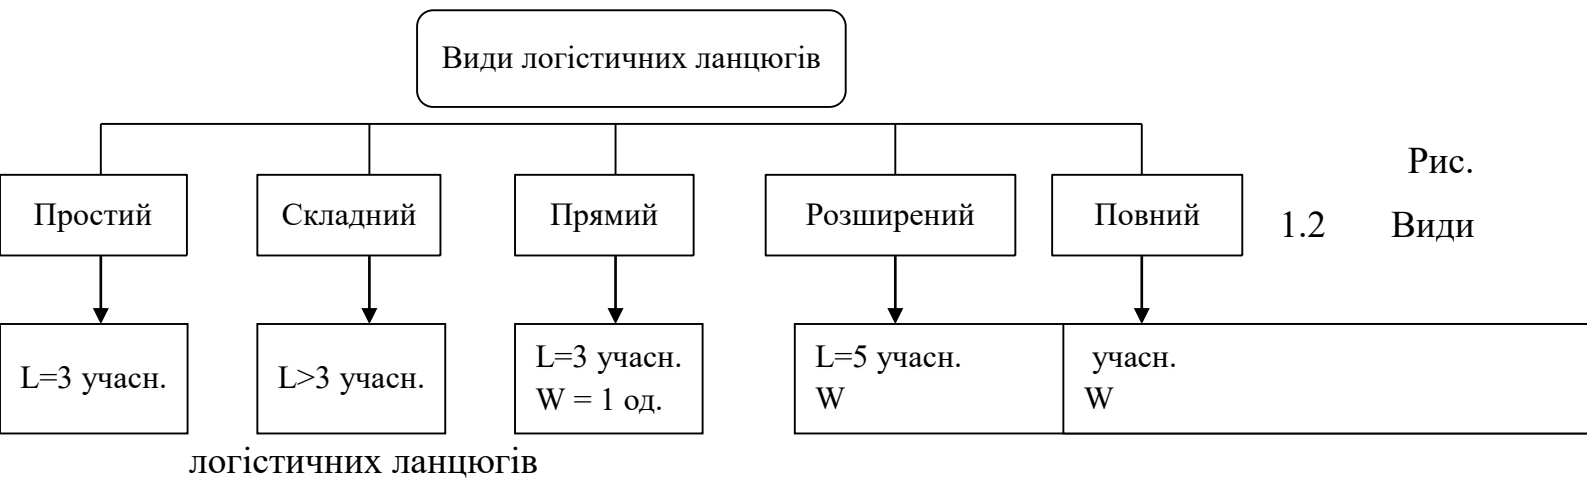 Види логістичних ланцюгів
Простий
Складний
Прямий
Розширений
Повний
L=3 учасн.
L>3 учасн.
L=3 учасн.
W = 1 од.
L=5 учасн.
W
учасн.
W
Рис.
1.2 Види
логістичних ланцюгів